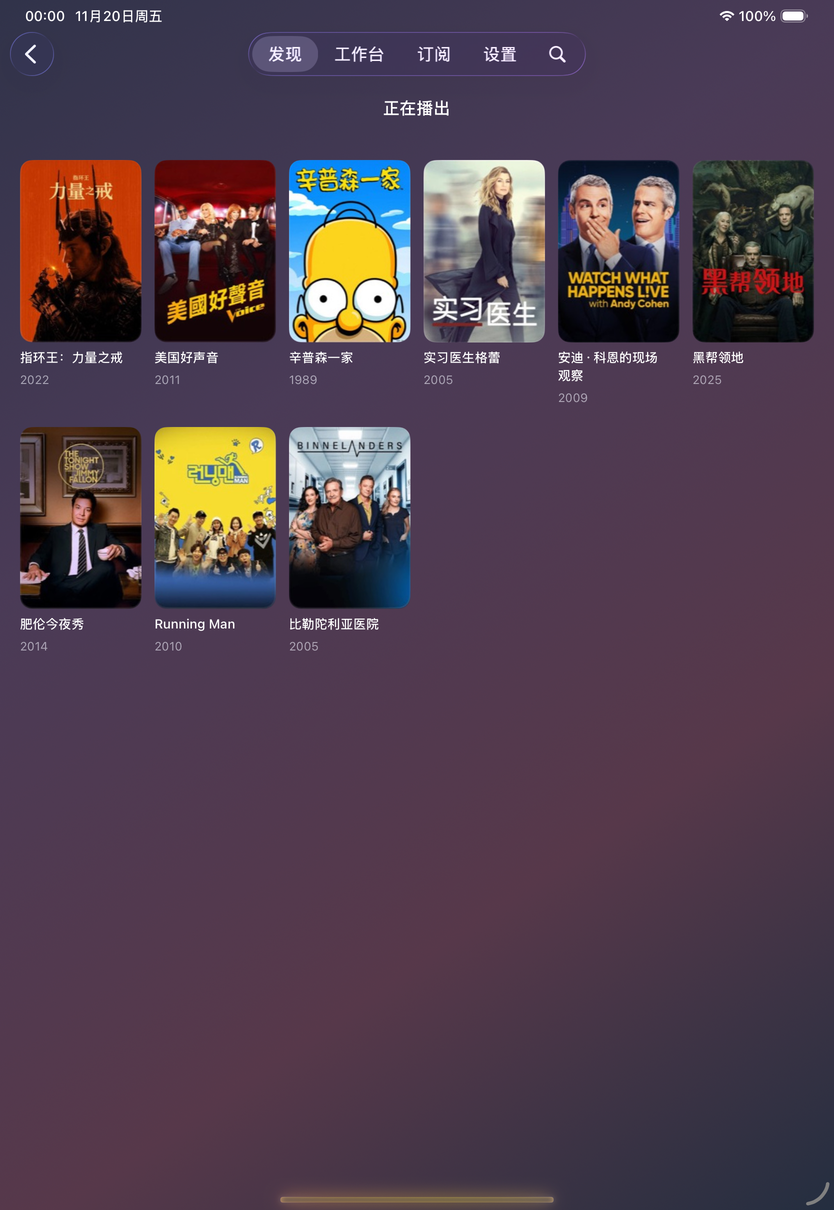 00:00 11月20日周五
100%
发现 工作台 订阅 设置
正在播出
指环王
力量之戒
美國好聲音
Voice
辛普森一家
实习医生
WATCH WHAT
HAPPENS L!VE
with Andy Cohen
黑帮领地
指环王：力量之戒
2022
美国好声音
2011
辛普森一家
1989
实习医生格蕾
2005
安迪·科恩的现场
观察
2009
黑帮领地
2025
THE
TONIGHT
SHOW
JIMMY
FALLON
R
런닝맨
MAN
BINNELANDERS
肥伦今夜秀
2014
Running Man
2010
比勒陀利亚医院
2005